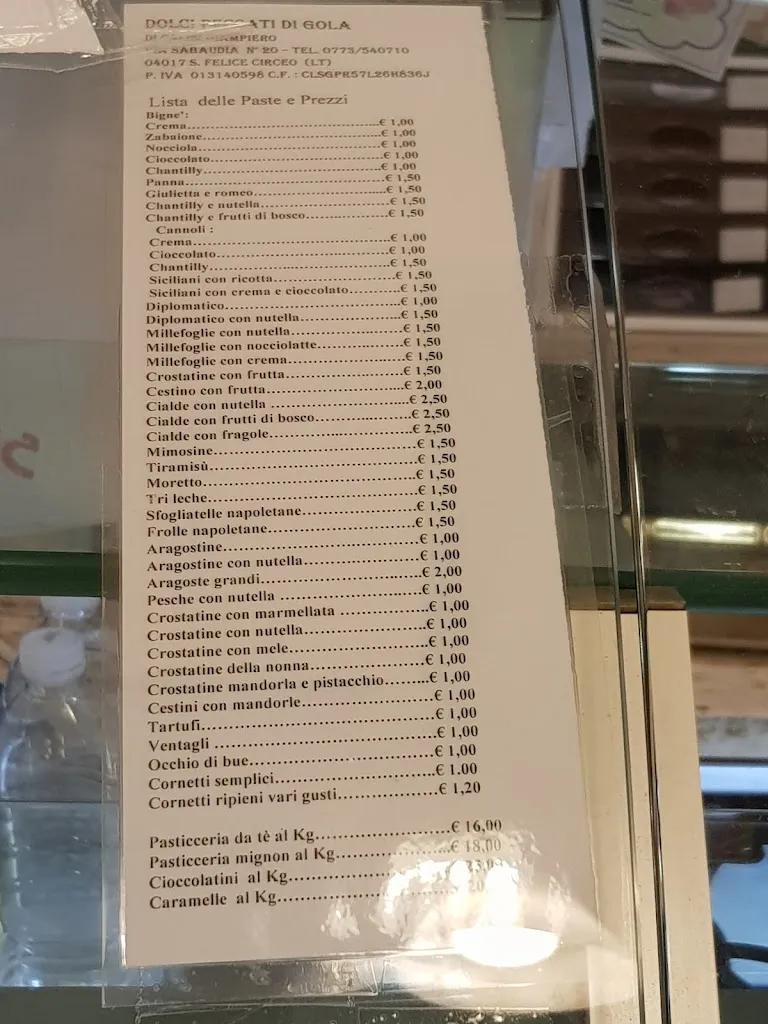 DOLCI PECCATI DI GOLA
VIA SABAUDIA N° 20 - TEL. 0773/540710
04017 S. FELICE CIRCEO (LT)
P. IVA 013140598 C.F. : CLSGPR57L26H836J
Lista delle Paste e Prezzi
Bigne':
Crema...€ 1,00
Zabaione...€ 1,00
Nocciola...€ 1,00
Cioccolato...€ 1,00
Chantilly...€ 1,00
Panna...€ 1,50
Giulietta e romeo...€ 1,50
Chantilly e nutella...€ 1,50
Chantilly e frutti di bosco...€ 1,50
Cannoli :
Crema...€ 1,00
Cioccolato...€ 1,00
Chantilly...€ 1,50
Siciliani con ricotta...€ 1,50
Siciliani con crema e cioccolato...€ 1,50
Diplomatico...€ 1,00
Diplomatico con nutella...€ 1,50
Millefoglie con nutella...€ 1,50
Millefoglie con nocciolatte...€ 1,50
Millefoglie con crema...€ 1,50
Crostatine con frutta...€ 1,50
Cestino con frutta...€ 2,00
Cialde con nutella ...€ 2,50
Cialde con frutti di bosco...€ 2,50
Cialde con fragole...€ 2,50
Mimosine...€ 1,50
Tiramisù...€ 1,50
Moretto...€ 1,50
Tri leche...€ 1,50
Sfogliatelle napoletane...€ 1,50
Frolle napoletane...€ 1,50
Aragostine...€ 1,00
Aragostine con nutella...€ 1,00
Aragoste grandi...€ 2,00
Pesche con nutella ...€ 1,00
Crostatine con marmellata ...€ 1,00
Crostatine con nutella...€ 1,00
Crostatine con mele...€ 1,00
Crostatine della nonna...€ 1,00
Crostatine mandorla e pistacchio...€ 1,00
Cestini con mandorle...€ 1,00
Tartufi...€ 1,00
Ventagli ...€ 1,00
Occhio di bue...€ 1,00
Cornetti semplici...€ 1.00
Cornetti ripieni vari gusti...€ 1,20
Pasticceria da tè al Kg...€ 16,00
Pasticceria mignon al Kg...€ 18,00
Cioccolatini al Kg...
Caramelle al Kg...